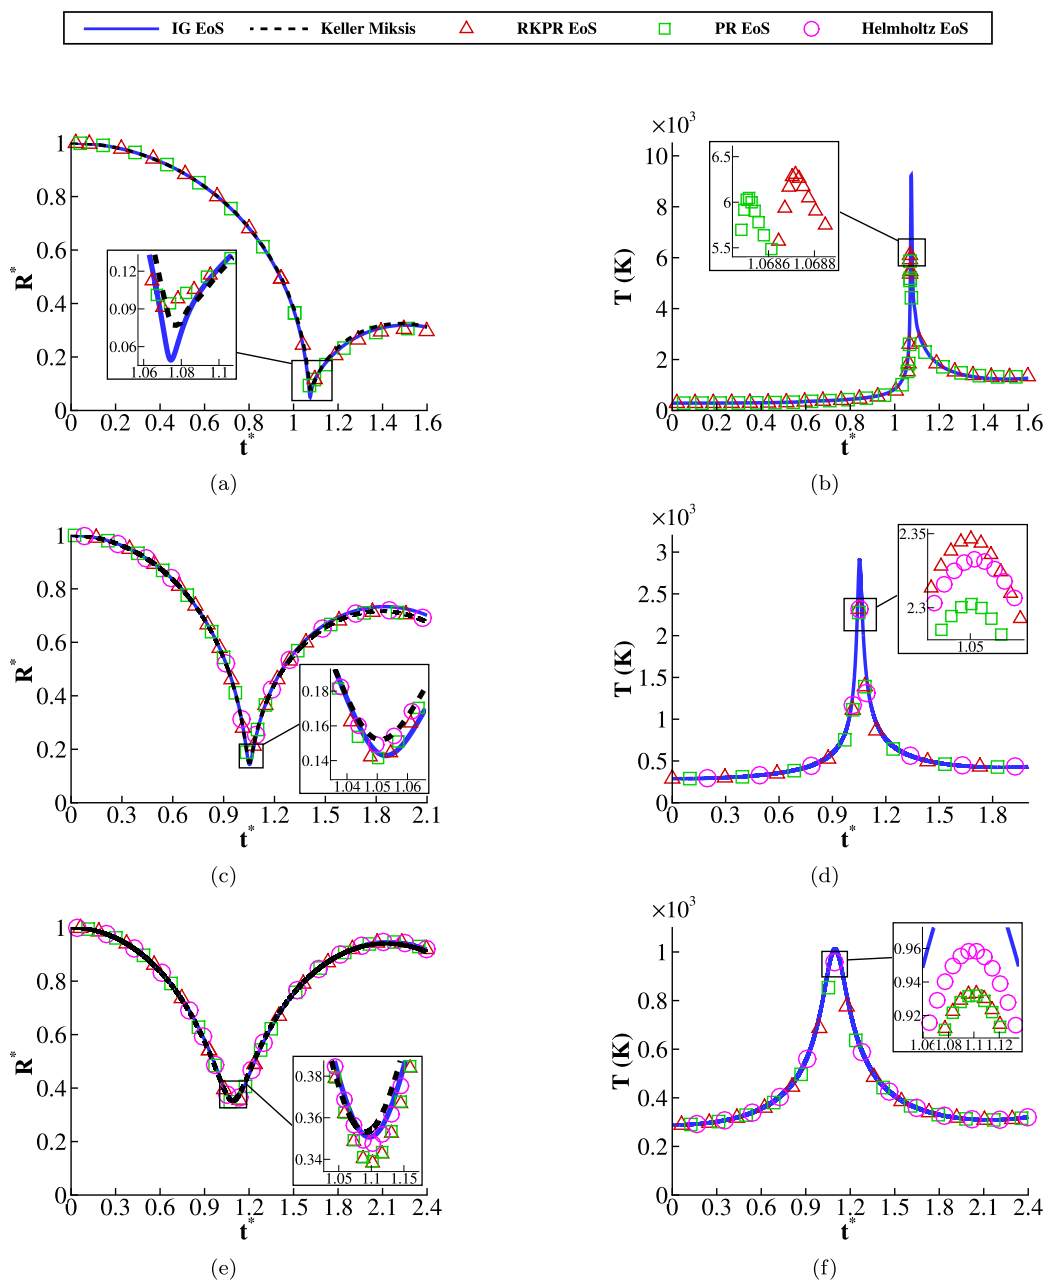 IG EoS Keller Miksis RKPR EoS PR EoS Helmholtz EoS
R*
1
0.8
0.6
0.4
0.2
0
0 0.2 0.4 0.6 0.8 1 1.2 1.4 1.6
t*
0.12
0.09
0.06
1.06 1.08 1.1
(a)
×10³
T (K)
10
8
6
4
2
0
0 0.2 0.4 0.6 0.8 1 1.2 1.4 1.6
t*
6.5
6
5.5
1.0686 1.0688
(b)
R*
1
0.8
0.6
0.4
0.2
0
0 0.3 0.6 0.9 1.2 1.5 1.8 2.1
t*
0.18
0.16
0.14
1.04 1.05 1.06
(c)
×10³
T (K)
3
2.5
2
1.5
1
0.5
0
0 0.3 0.6 0.9 1.2 1.5 1.8
t*
2.35
2.3
1.05
(d)
R*
1
0.8
0.6
0.4
0.2
0
0 0.3 0.6 0.9 1.2 1.5 1.8 2.1 2.4
t*
0.38
0.36
0.34
1.05 1.1 1.15
(e)
×10³
T (K)
1
0.8
0.6
0.4
0.2
0
0 0.3 0.6 0.9 1.2 1.5 1.8 2.1 2.4
t*
0.96
0.94
0.92
1.08 1.1 1.12
(f)